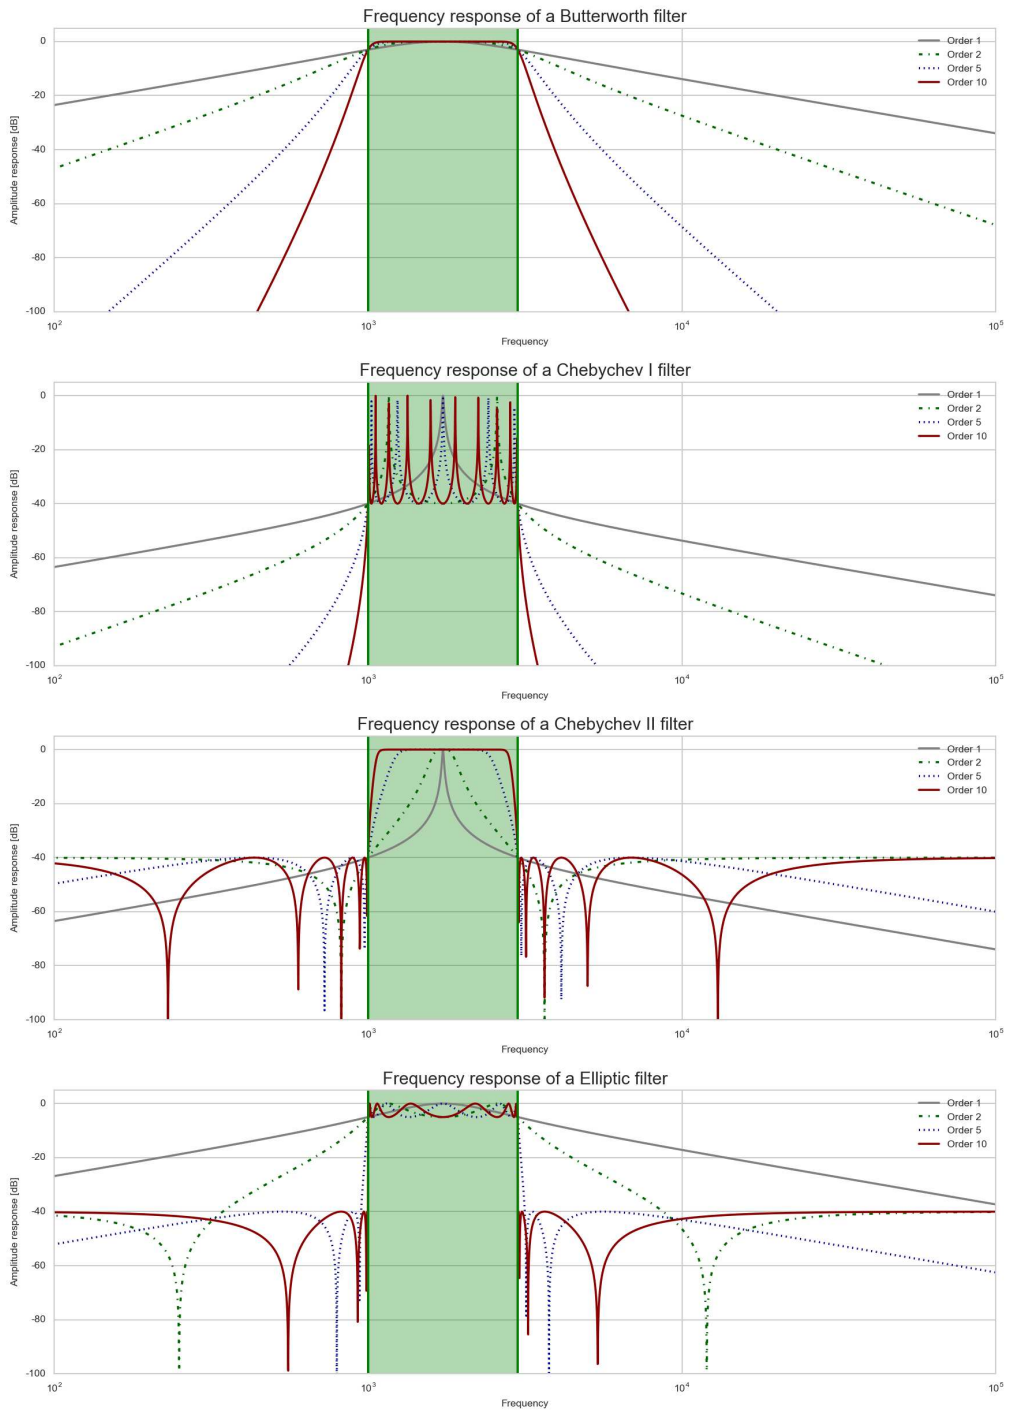 Frequency response of a Butterworth filter
0
-20
-40
-60
-80
-100
Amplitude response [dB]
Order 1
Order 2
Order 5
Order 10
10²
10³
10⁴
10⁵
Frequency
Frequency response of a Chebychev I filter
0
-20
-40
-60
-80
-100
Amplitude response [dB]
Order 1
Order 2
Order 5
Order 10
10²
10³
10⁴
10⁵
Frequency
Frequency response of a Chebychev II filter
0
-20
-40
-60
-80
-100
Amplitude response [dB]
Order 1
Order 2
Order 5
Order 10
10²
10³
10⁴
10⁵
Frequency
Frequency response of a Elliptic filter
0
-20
-40
-60
-80
-100
Amplitude response [dB]
Order 1
Order 2
Order 5
Order 10
10²
10³
10⁴
10⁵
Frequency